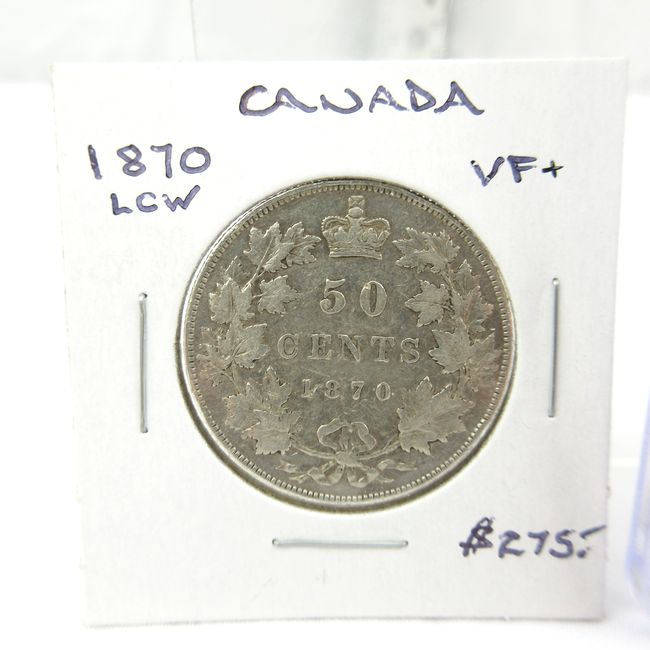 CANADA
1870
LCW
VF+
50
CENTS
1870
$275.-